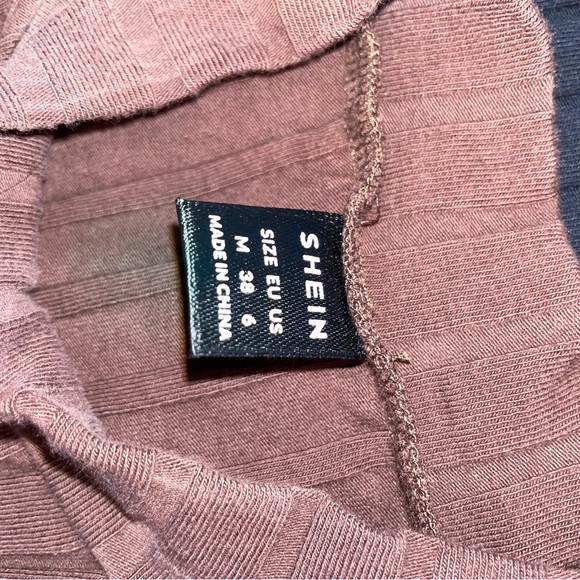 SHEIN
SIZE EU US
M 38 6
MADE IN CHINA